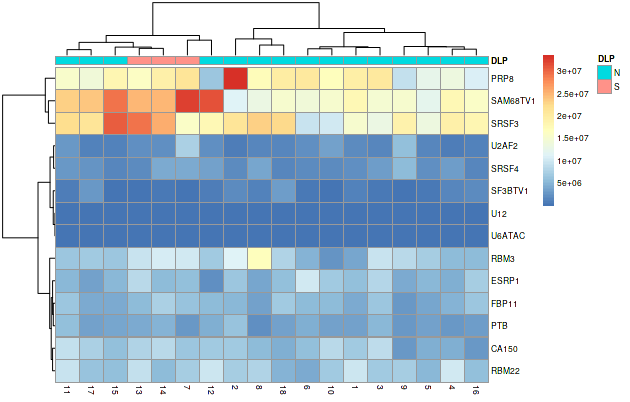 DLP
DLP
3e+07
N
PRP8
S
2.5e+07
SAM68TV1
2e+07
SRSF3
1.5e+07
U2AF2
1e+07
SRSF4
5e+06
SF3BTV1
U12
U6ATAC
RBM3
ESRP1
FBP11
PTB
CA150
RBM22
11 17 15 13 14 7 12 2 8 18 6 10 1 3 9 5 4 16